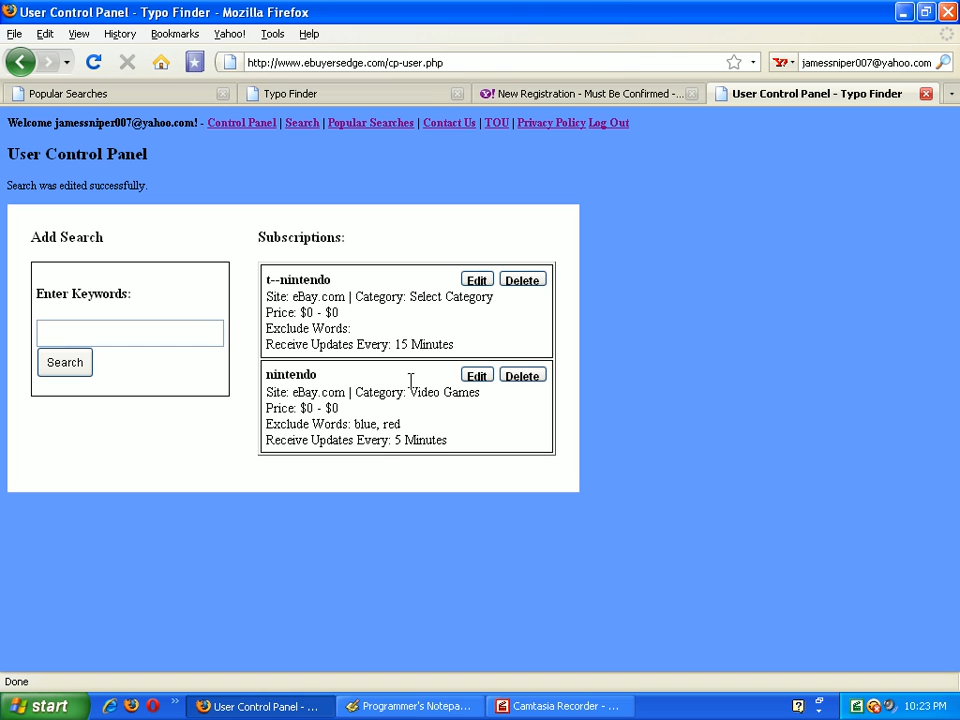 User Control Panel - Typo Finder - Mozilla Firefox
File Edit View History Bookmarks Yahoo! Tools Help
http://www.ebuyersedge.com/cp-user.php jamessniper007@yahoo.com
Popular Searches Typo Finder New Registration - Must Be Confirmed -... User Control Panel - Typo Finder
Welcome jamessniper007@yahoo.com! - Control Panel | Search | Popular Searches | Contact Us | TOU | Privacy Policy Log Out
User Control Panel
Search was edited successfully.
Add Search
Enter Keywords:
Search
Subscriptions:
t--nintendo Edit Delete
Site: eBay.com | Category: Select Category
Price: $0 - $0
Exclude Words:
Receive Updates Every: 15 Minutes
nintendo Edit Delete
Site: eBay.com | Category: Video Games
Price: $0 - $0
Exclude Words: blue, red
Receive Updates Every: 5 Minutes
Done
start User Control Panel - ... Programmer's Notepa... Camtasia Recorder - ... 10:23 PM